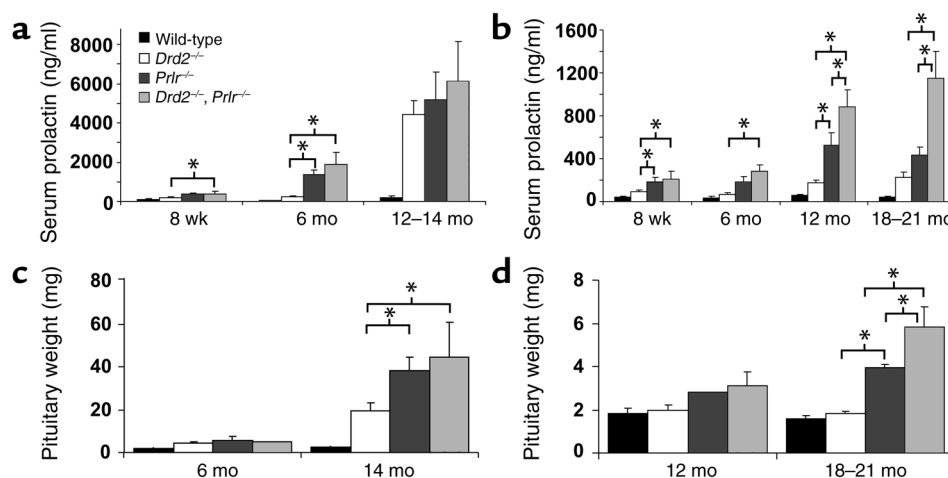 a
Serum prolactin (ng/ml)
8000
6000
4000
2000
0
Wild-type
Drd2–/–
Prlr–/–
Drd2–/–, Prlr–/–
*
*
*
8 wk
6 mo
12–14 mo
b
Serum prolactin (ng/ml)
1600
1200
800
400
0
*
*
*
*
*
*
*
*
8 wk
6 mo
12 mo
18–21 mo
c
Pituitary weight (mg)
80
60
40
20
0
*
*
6 mo
14 mo
d
Pituitary weight (mg)
8
6
4
2
0
*
*
*
12 mo
18–21 mo